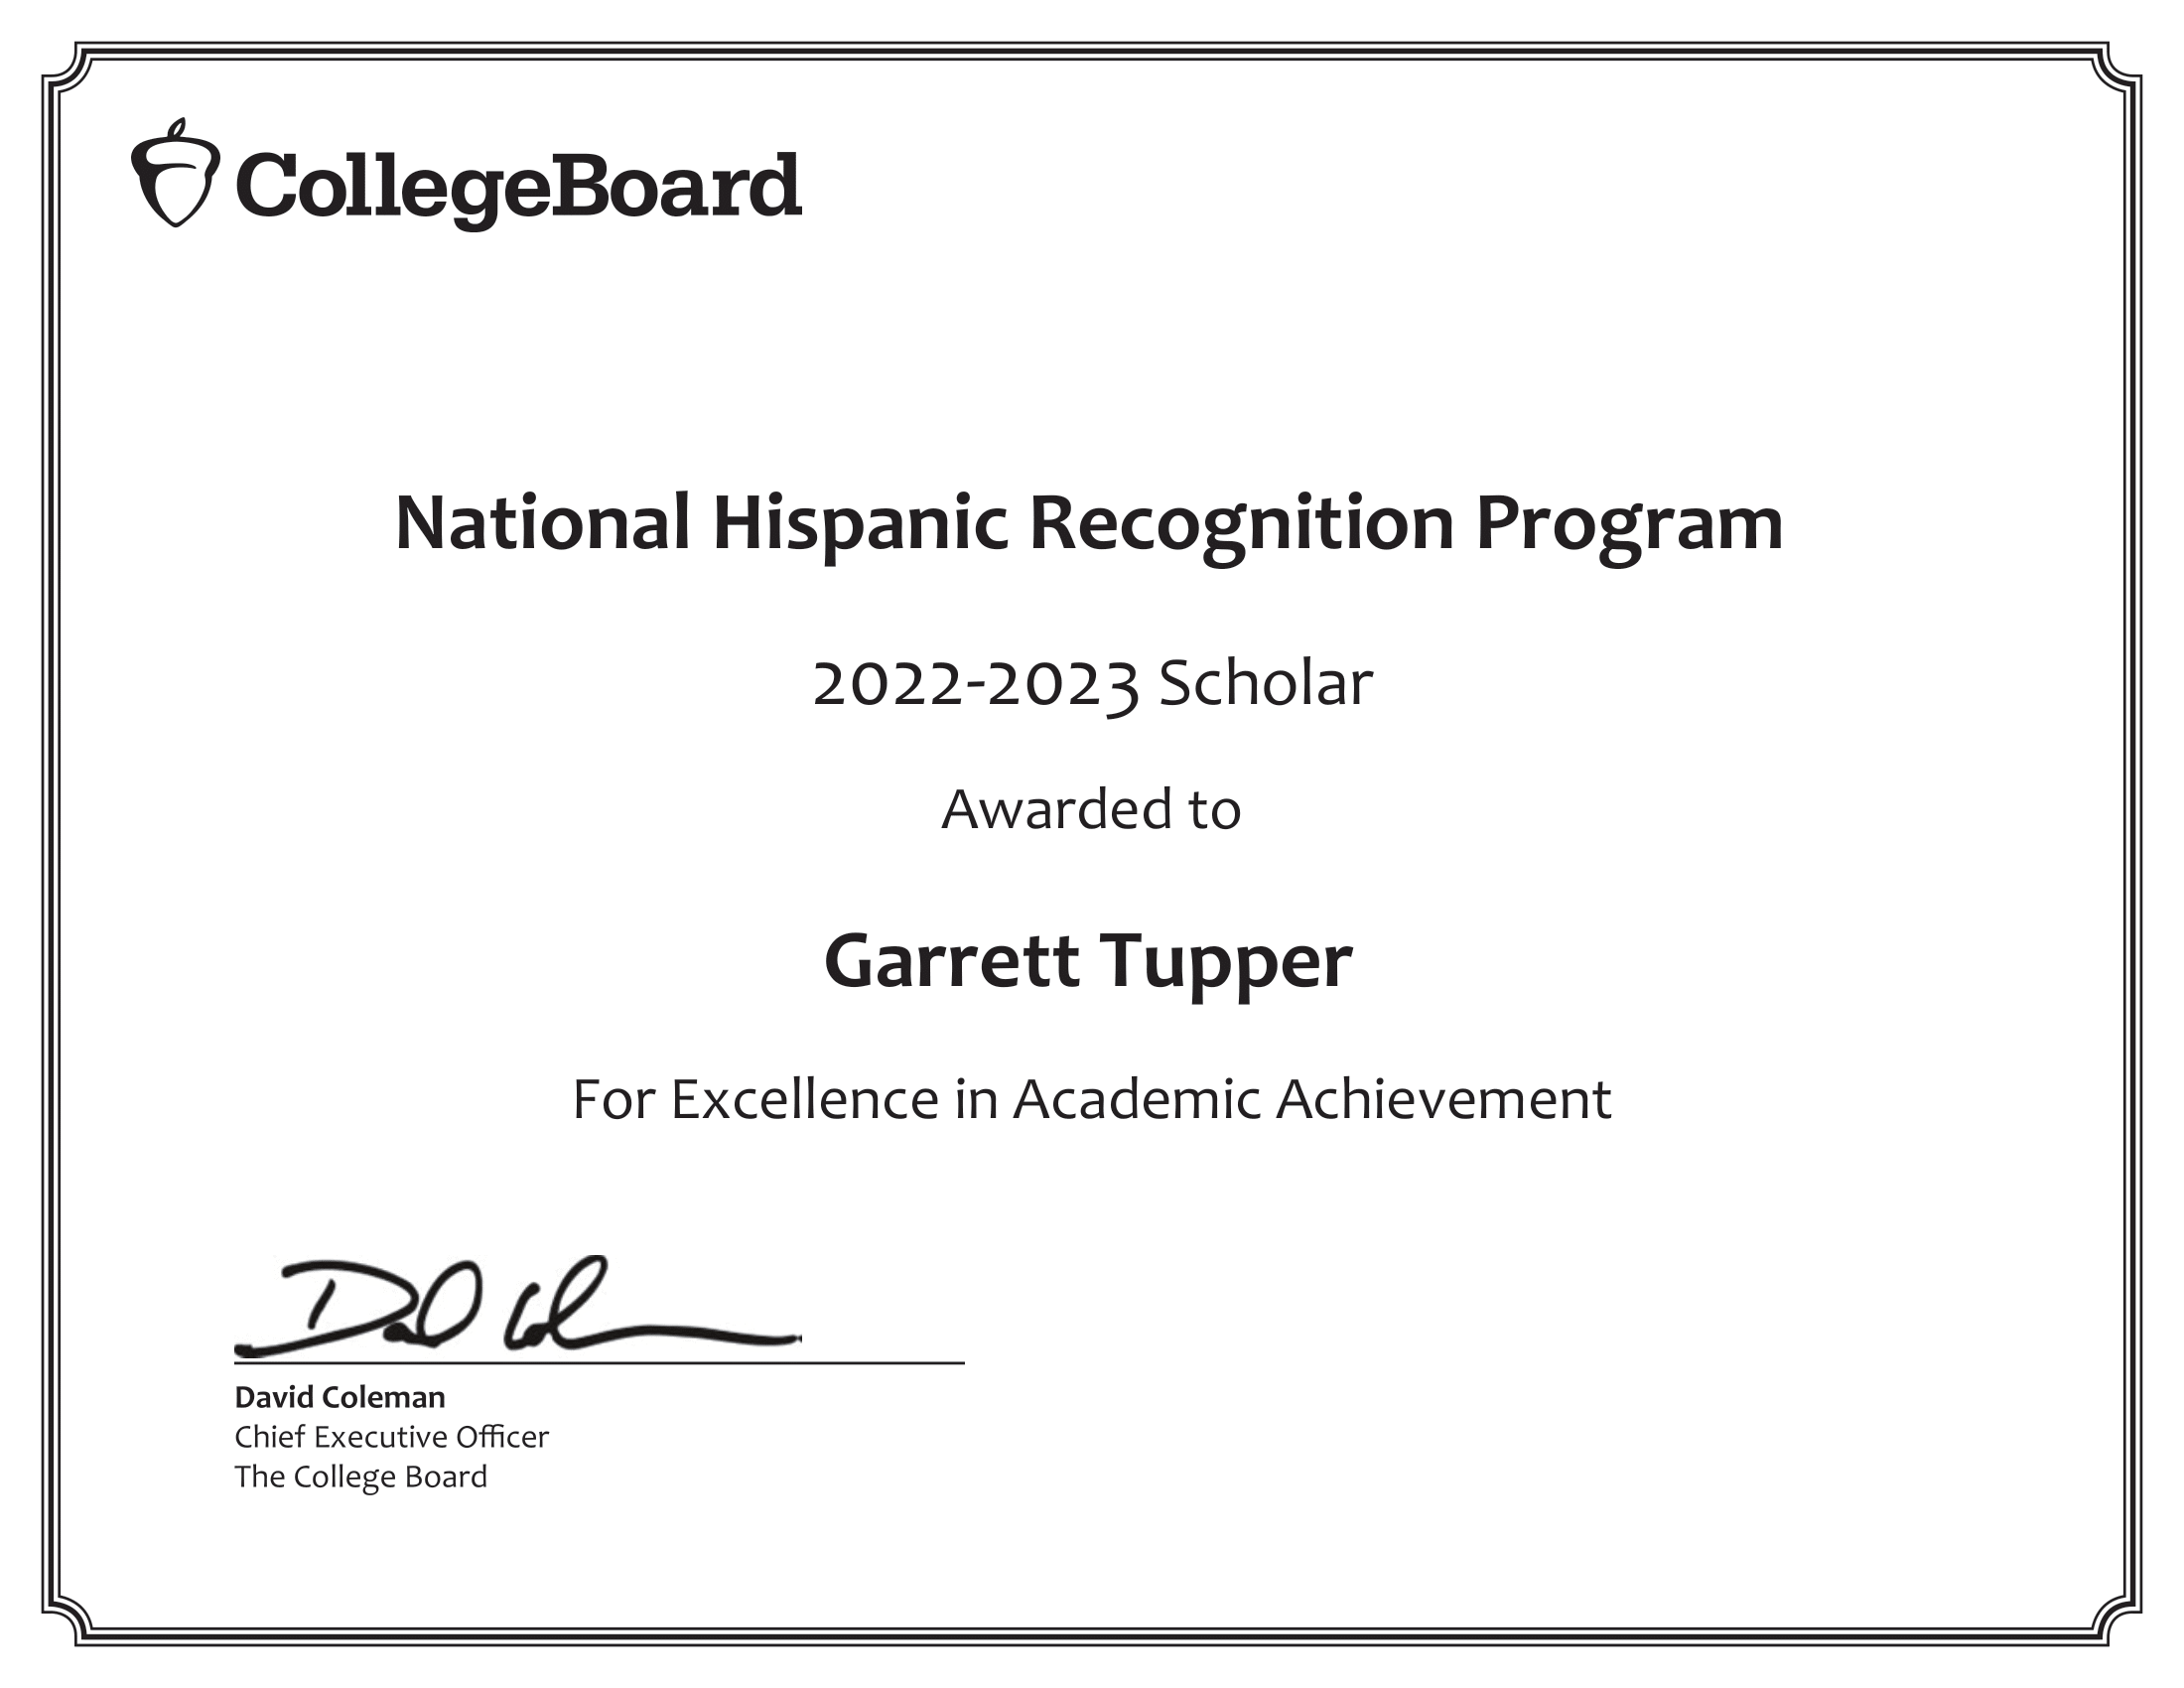 CollegeBoard
National Hispanic Recognition Program
2022-2023 Scholar
Awarded to
Garrett Tupper
For Excellence in Academic Achievement
David Coleman
Chief Executive Officer
The College Board